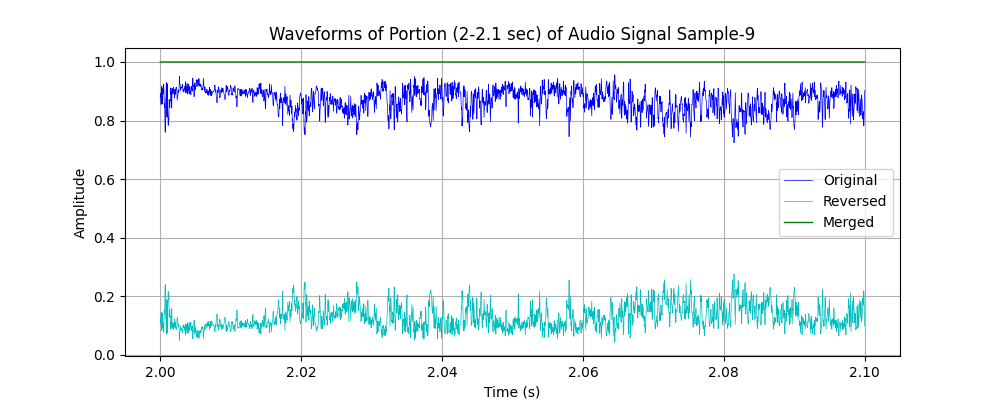 Waveforms of Portion (2-2.1 sec) of Audio Signal Sample-9
1.0
0.8
0.6
0.4
0.2
0.0
Amplitude
Original
Reversed
Merged
2.00 2.02 2.04 2.06 2.08 2.10
Time (s)